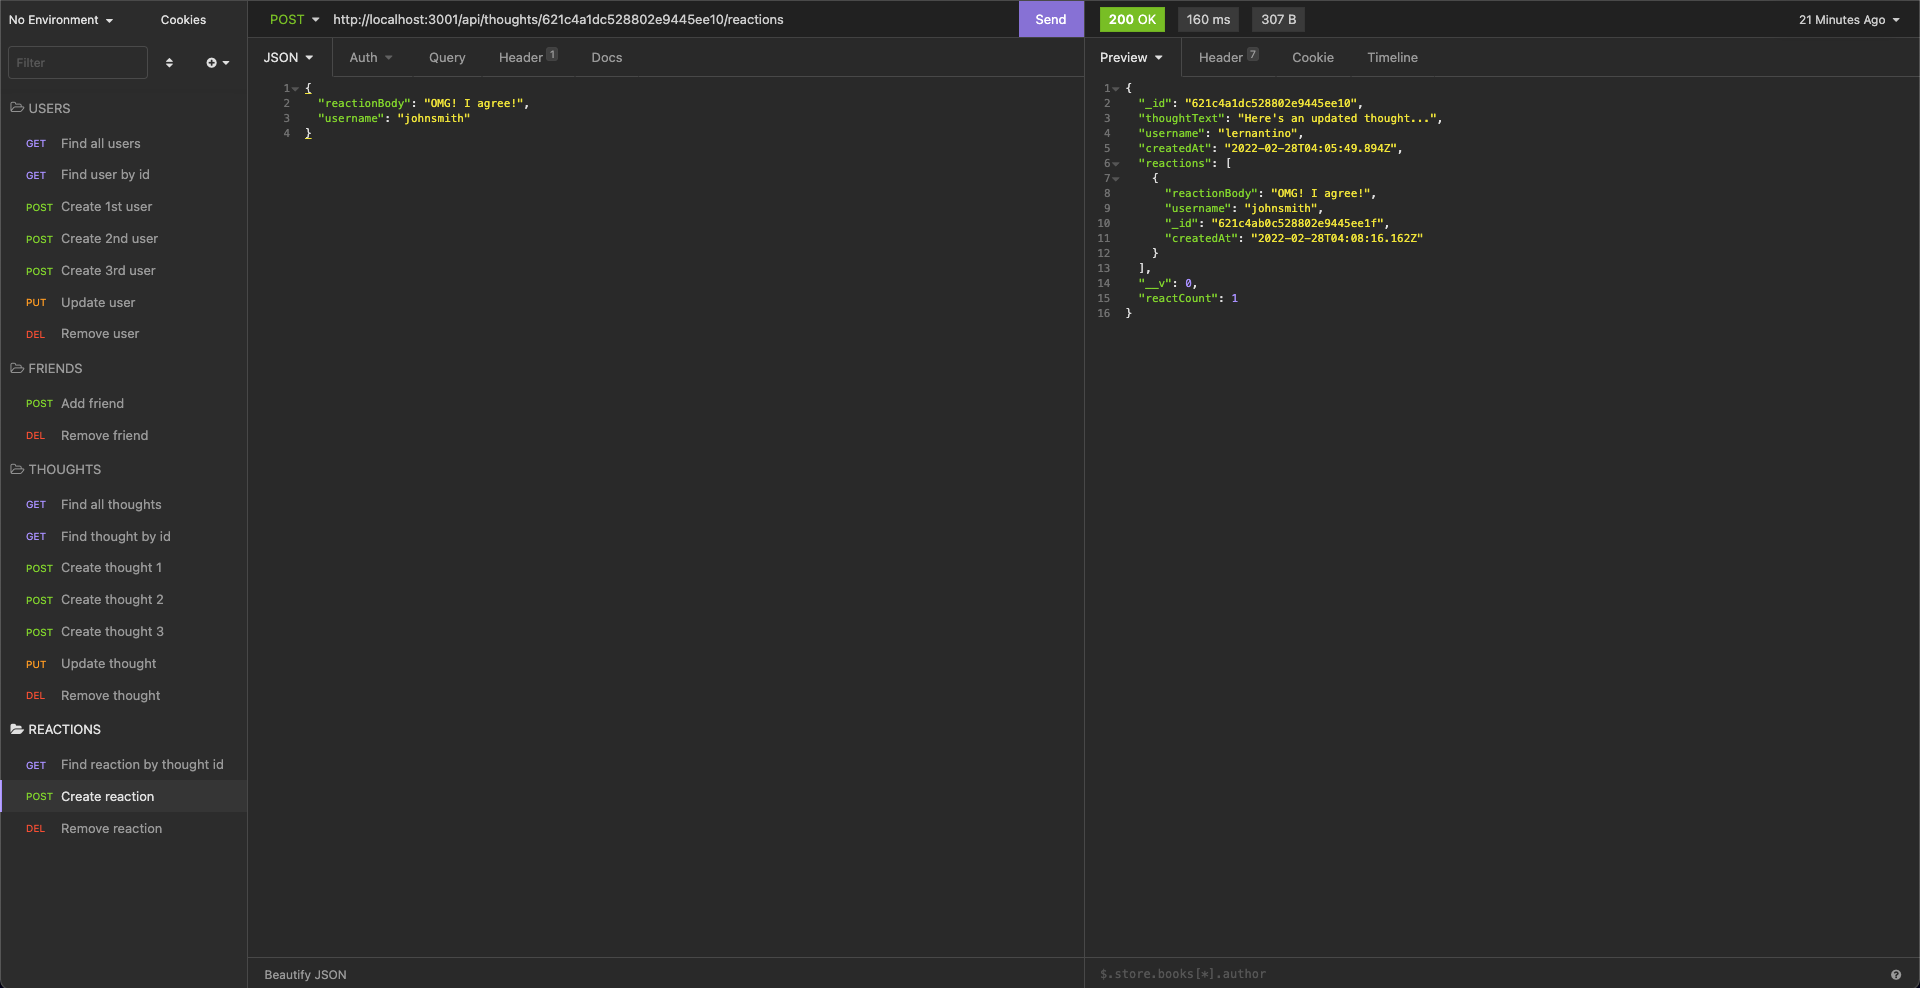 No Environment
Cookies
Filter
USERS
GET Find all users
GET Find user by id
POST Create 1st user
POST Create 2nd user
POST Create 3rd user
PUT Update user
DEL Remove user
FRIENDS
POST Add friend
DEL Remove friend
THOUGHTS
GET Find all thoughts
GET Find thought by id
POST Create thought 1
POST Create thought 2
POST Create thought 3
PUT Update thought
DEL Remove thought
REACTIONS
GET Find reaction by thought id
POST Create reaction
DEL Remove reaction
POST http://localhost:3001/api/thoughts/621c4a1dc528802e9445ee10/reactions Send
JSON Auth Query Header 1 Docs
1 {
2 "reactionBody": "OMG! I agree!",
3 "username": "johnsmith"
4 }
Beautify JSON
200 OK 160 ms 307 B 21 Minutes Ago
Preview Header 7 Cookie Timeline
1 {
2 "_id": "621c4a1dc528802e9445ee10",
3 "thoughtText": "Here's an updated thought...",
4 "username": "lernantino",
5 "createdAt": "2022-02-28T04:05:49.894Z",
6 "reactions": [
7 {
8 "reactionBody": "OMG! I agree!",
9 "username": "johnsmith",
10 "_id": "621c4ab0c528802e9445ee1f",
11 "createdAt": "2022-02-28T04:08:16.162Z"
12 }
13 ],
14 "__v": 0,
15 "reactCount": 1
16 }
$.store.books[*].author